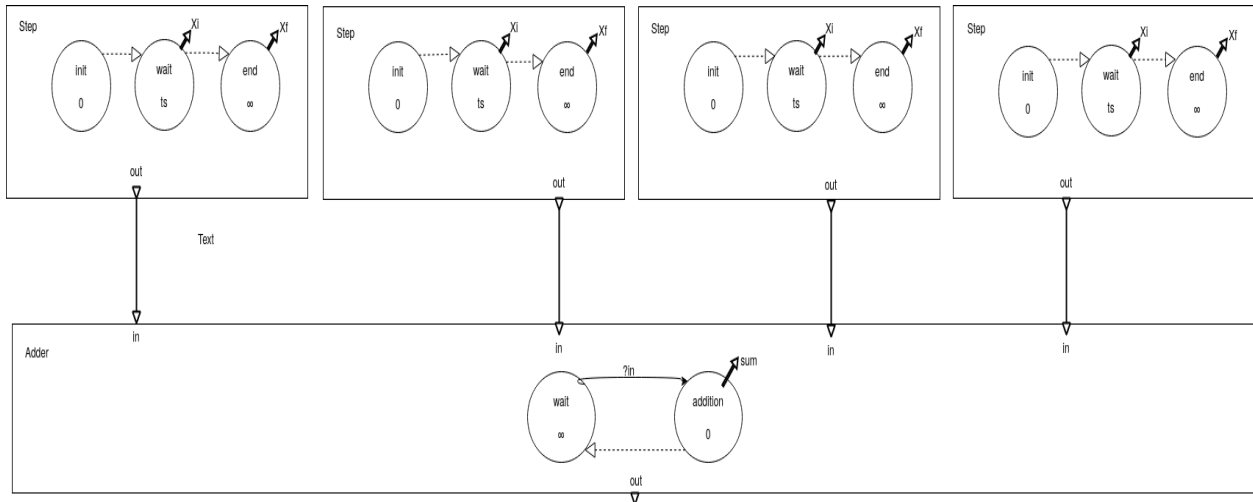 Step
Xi
Xf
init
wait
end
0
ts
∞
out
Step
Xi
Xf
init
wait
end
0
ts
∞
out
Step
Xi
Xf
init
wait
end
0
ts
∞
out
Step
Xi
Xf
init
wait
end
0
ts
∞
out
Text
in
in
in
in
Adder
?in
sum
wait
addition
∞
0
out